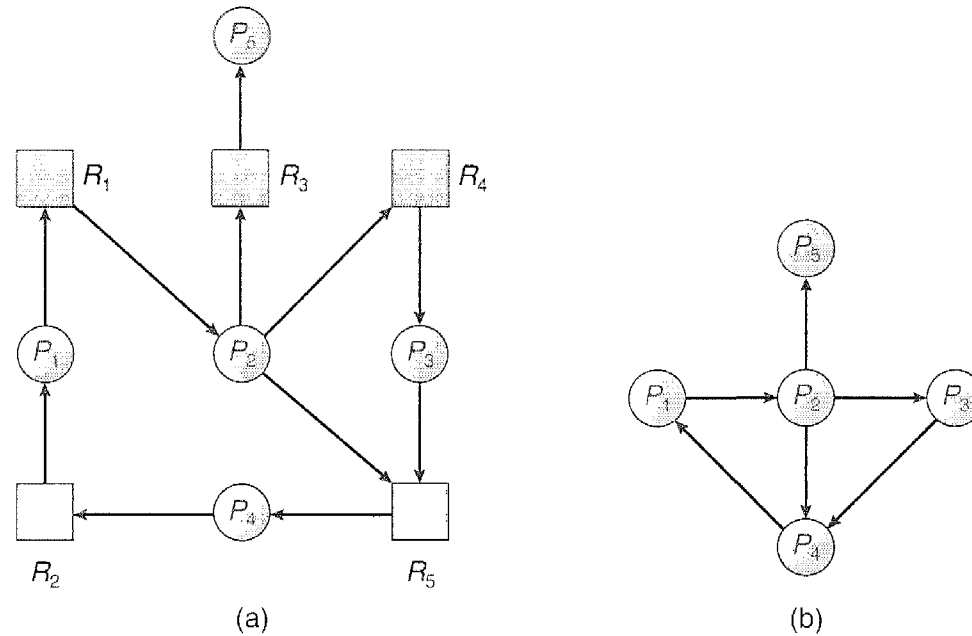 P₅
R₁
R₃
R₄
P₁
P₂
P₃
P₄
R₂
R₅
(a)
P₅
P₁
P₂
P₃
P₄
(b)